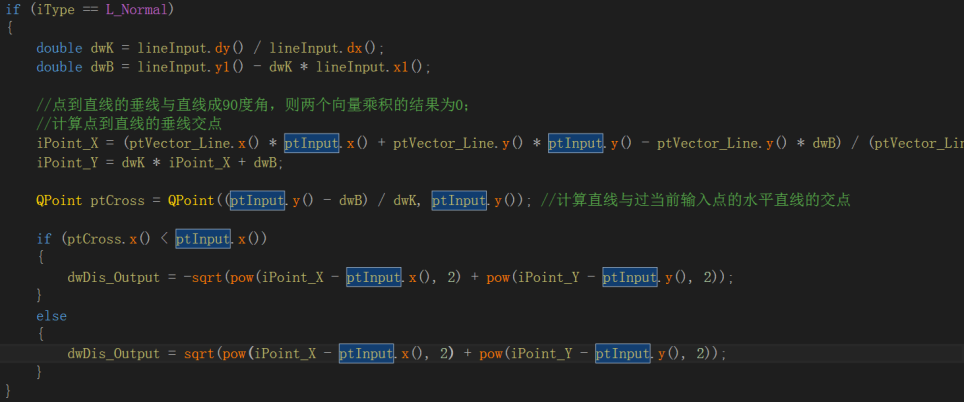 if (iType == L_Normal)
{
double dwK = lineInput.dy() / lineInput.dx();
double dwB = lineInput.y1() - dwK * lineInput.x1();
//点到直线的垂线与直线成90度角，则两个向量乘积的结果为0；
//计算点到直线的垂线交点
iPoint_X = (ptVector_Line.x() * ptInput.x() + ptVector_Line.y() * ptInput.y() - ptVector_Line.y() * dwB) / (ptVector_Lin
iPoint_Y = dwK * iPoint_X + dwB;
QPoint ptCross = QPoint((ptInput.y() - dwB) / dwK, ptInput.y()); //计算直线与过当前输入点的水平直线的交点
if (ptCross.x() < ptInput.x())
{
dwDis_Output = -sqrt(pow(iPoint_X - ptInput.x(), 2) + pow(iPoint_Y - ptInput.y(), 2));
}
else
{
dwDis_Output = sqrt(pow(iPoint_X - ptInput.x(), 2) + pow(iPoint_Y - ptInput.y(), 2));
}
}